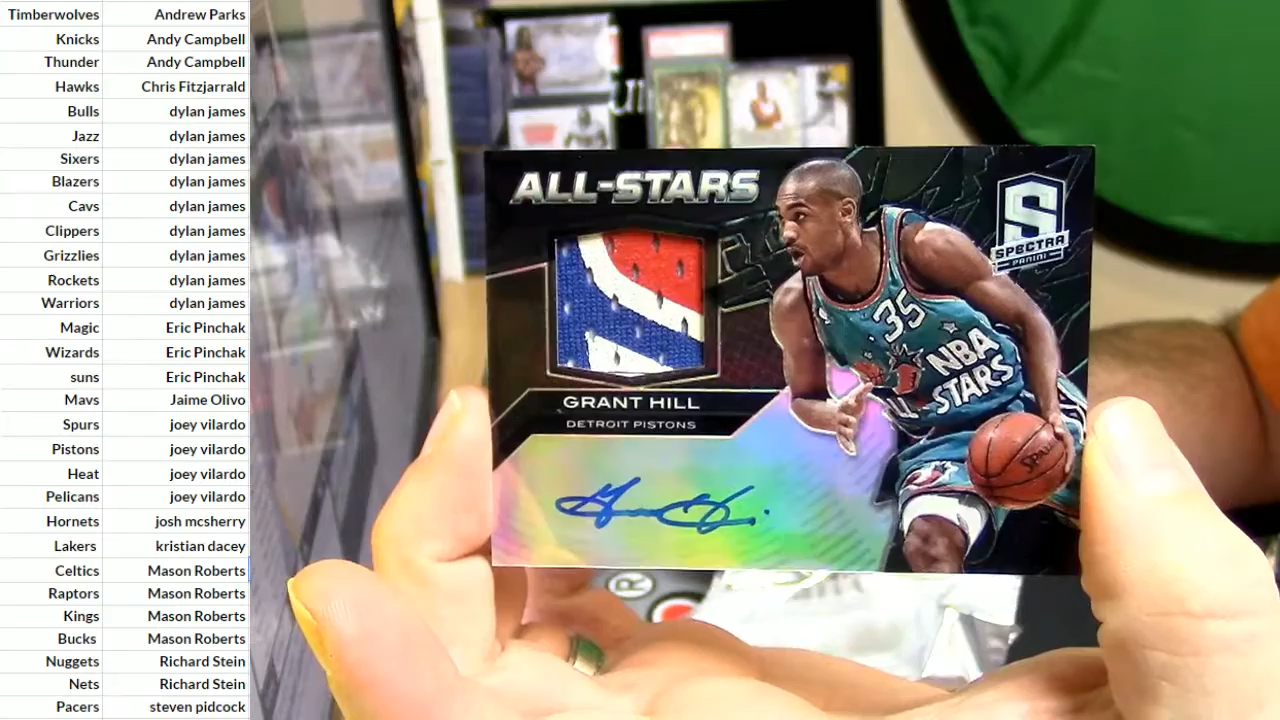 Timberwolves Andrew Parks
Knicks Andy Campbell
Thunder Andy Campbell
Hawks Chris Fitzjarrald
Bulls dylan james
Jazz dylan james
Sixers dylan james
Blazers dylan james
Cavs dylan james
Clippers dylan james
Grizzlies dylan james
Rockets dylan james
Warriors dylan james
Magic Eric Pinchak
Wizards Eric Pinchak
suns Eric Pinchak
Mavs Jaime Olivo
Spurs joey vilardo
Pistons joey vilardo
Heat joey vilardo
Pelicans joey vilardo
Hornets josh mcsherry
Lakers kristian dacey
Celtics Mason Roberts
Raptors Mason Roberts
Kings Mason Roberts
Bucks Mason Roberts
Nuggets Richard Stein
Nets Richard Stein
Pacers steven pidcock
ALL-STARS
S
SPECTRA
PANINI
35
NBA
STARS
GRANT HILL
DETROIT PISTONS
®